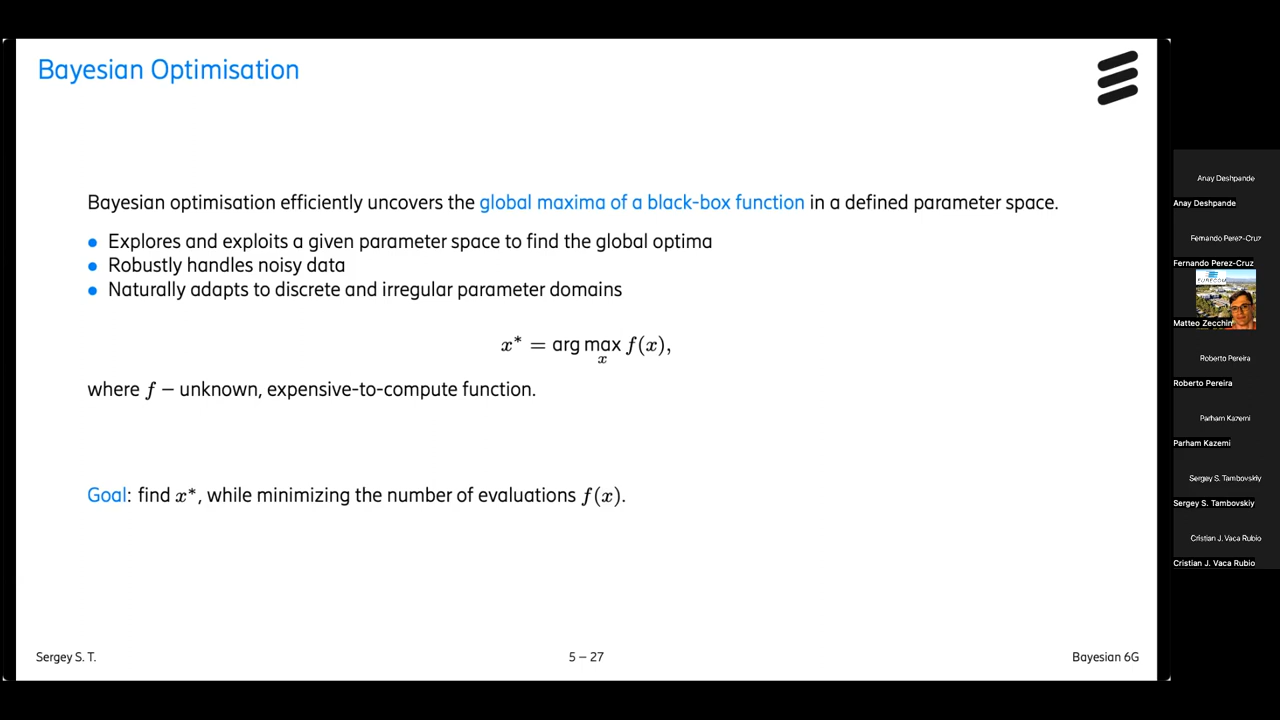 Bayesian Optimisation
Bayesian optimisation efficiently uncovers the global maxima of a black-box function in a defined parameter space.
● Explores and exploits a given parameter space to find the global optima
● Robustly handles noisy data
● Naturally adapts to discrete and irregular parameter domains
x* = arg max f(x),
x
where f – unknown, expensive-to-compute function.
Goal: find x*, while minimizing the number of evaluations f(x).
Sergey S. T.
5 – 27
Bayesian 6G
Anay Deshpande
Anay Deshpande
Fernando Perez-Cruz
Fernando Perez-Cruz
Matteo Zecchin
Roberto Pereira
Roberto Pereira
Parham Kazemi
Parham Kazemi
Sergey S. Tambovskiy
Sergey S. Tambovskiy
Cristian J. Vaca Rubio
Cristian J. Vaca Rubio